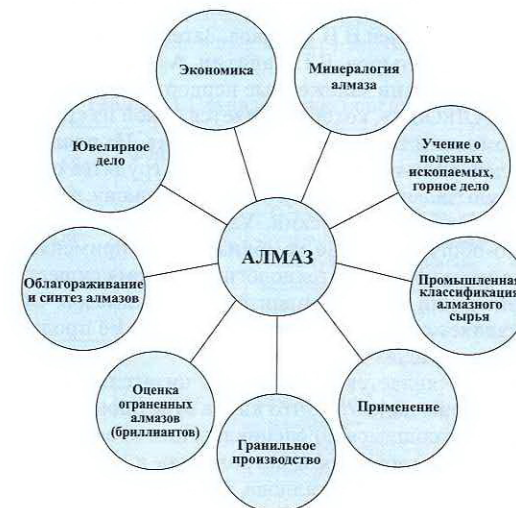 Экономика
Минералогия
алмаза
Ювелирное
дело
Учение о
полезных
ископаемых,
горное дело
АЛМАЗ
Облагораживание
и синтез алмазов
Промышленная
классификация
алмазного
сырья
Оценка
ограненных
алмазов
(бриллиантов)
Применение
Гранильное
производство